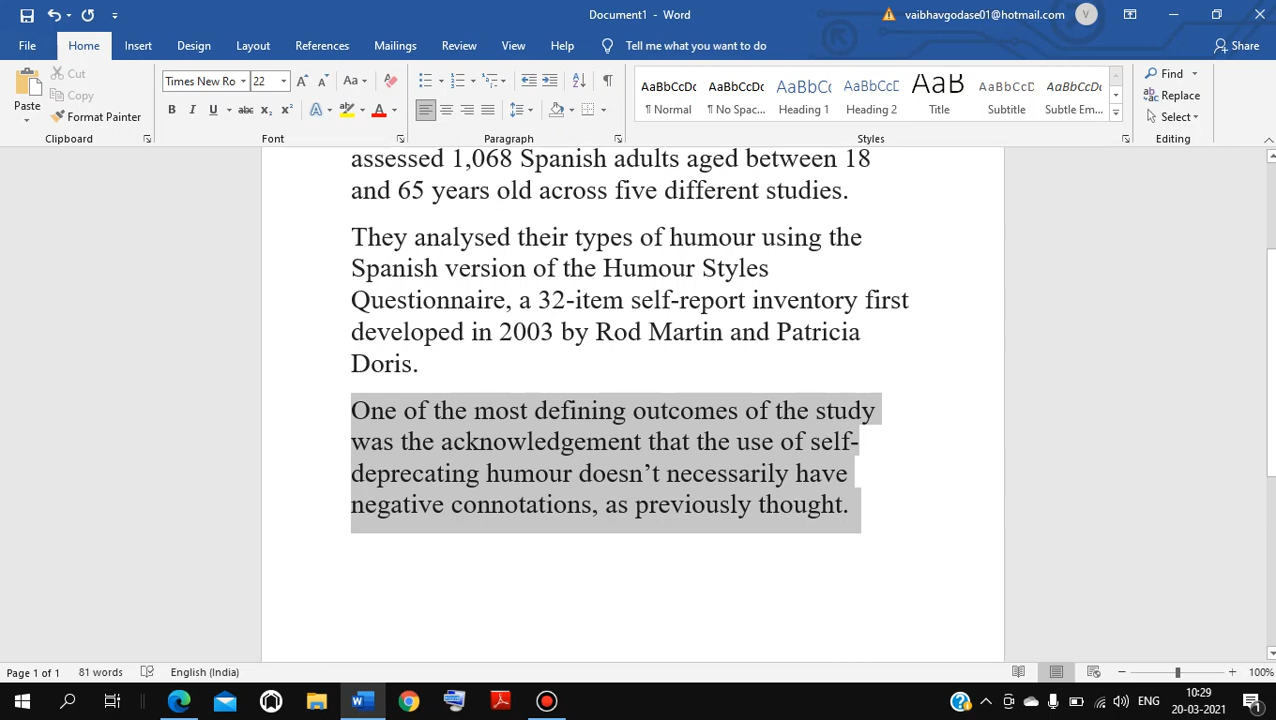 Document1 - Word
vaibhavgodase01@hotmail.com
V
File
Home
Insert
Design
Layout
References
Mailings
Review
View
Help
Tell me what you want to do
Share
Paste
Cut
Copy
Format Painter
Clipboard
Times New Ro
22
Font
Paragraph
AaBbCcDd
¶ Normal
AaBbCcDd
¶ No Spac...
AaBbCc
Heading 1
AaBbCcD
Heading 2
AaB
Title
AaBbCcD
Subtitle
AaBbCcDd
Subtle Em...
Styles
Find
Replace
Select
Editing
assessed 1,068 Spanish adults aged between 18
and 65 years old across five different studies.
They analysed their types of humour using the
Spanish version of the Humour Styles
Questionnaire, a 32-item self-report inventory first
developed in 2003 by Rod Martin and Patricia
Doris.
One of the most defining outcomes of the study
was the acknowledgement that the use of self-
deprecating humour doesn’t necessarily have
negative connotations, as previously thought.
Page 1 of 1
81 words
English (India)
100%
ENG
10:29
20-03-2021